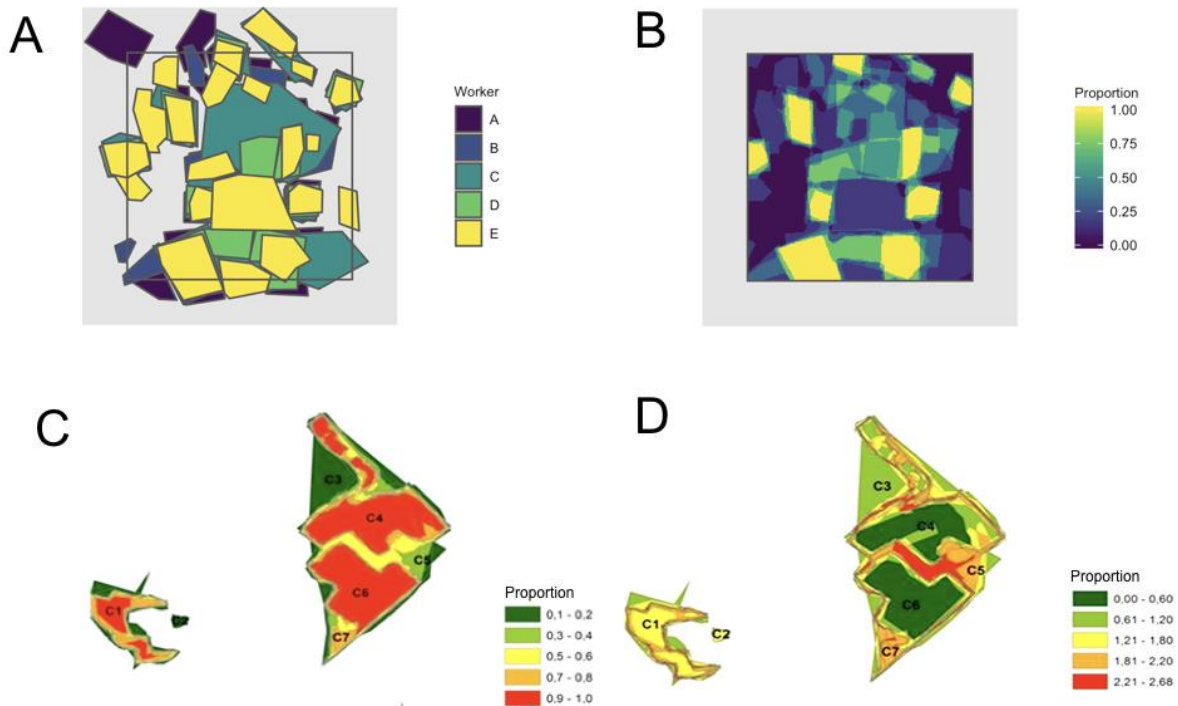 A
Worker
A
B
C
D
E
B
Proportion
1.00
0.75
0.50
0.25
0.00
C
C3
C4
C5
C6
C7
C1
Proportion
0,1 - 0,2
0,3 - 0,4
0,5 - 0,6
0,7 - 0,8
0,9 - 1,0
D
C3
C4
C5
C6
C7
C1
C2
Proportion
0,00 - 0,60
0,61 - 1,20
1,21 - 1,80
1,81 - 2,20
2,21 - 2,68